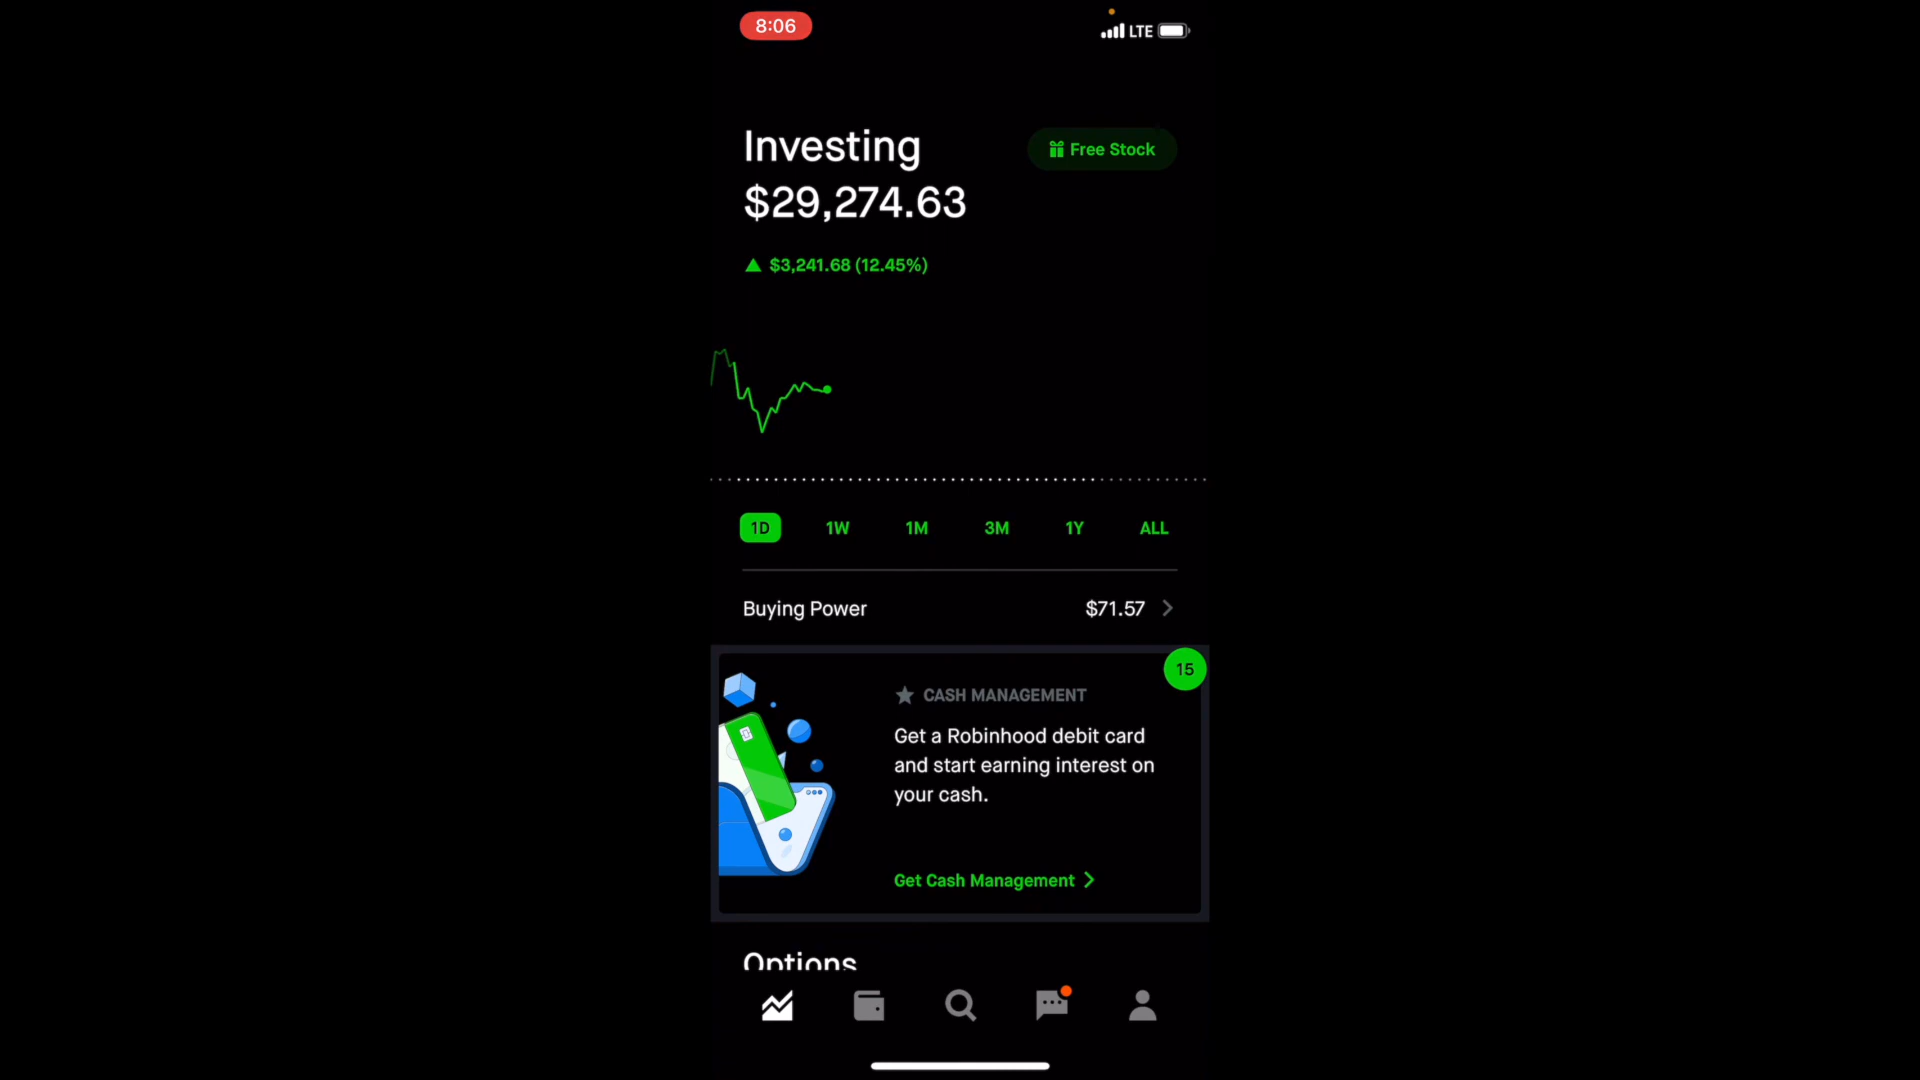 8:06
LTE
Investing
Free Stock
$29,274.63
▲ $3,241.68 (12.45%)
1D 1W 1M 3M 1Y ALL
Buying Power $71.57
15
CASH MANAGEMENT
Get a Robinhood debit card
and start earning interest on
your cash.
Get Cash Management
Options